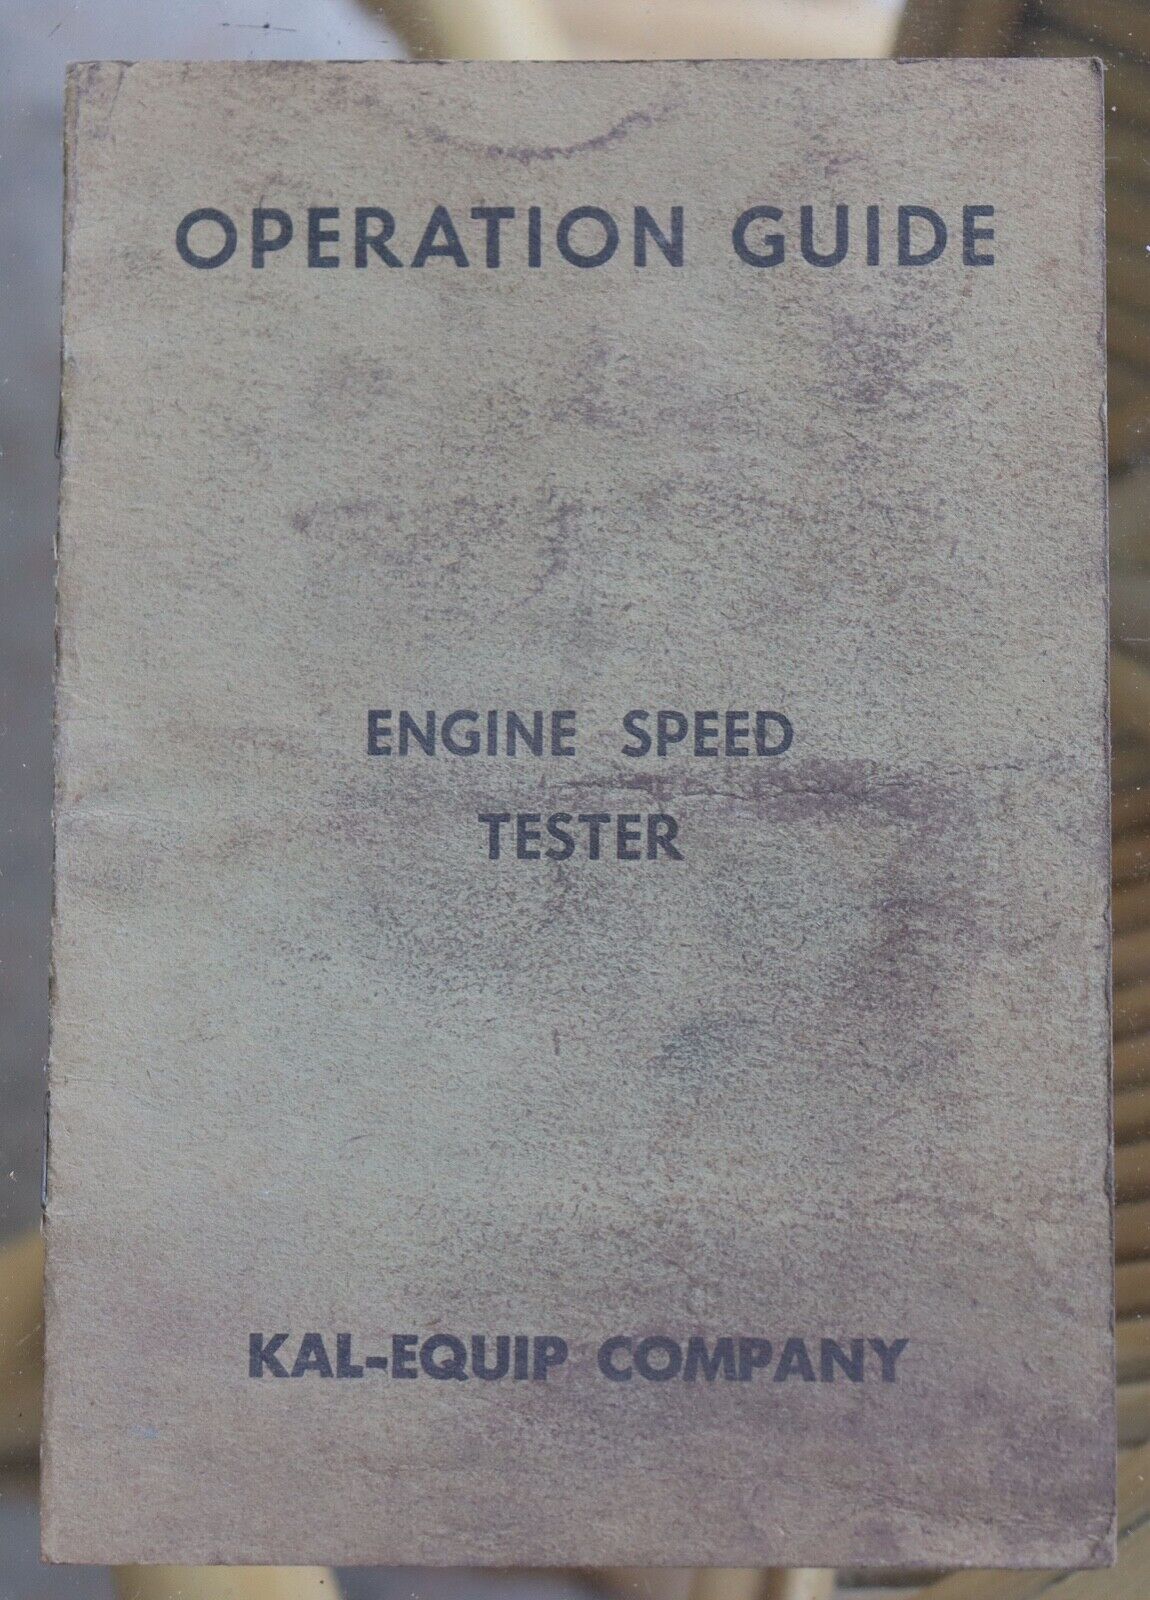 OPERATION GUIDE
ENGINE SPEED
TESTER
KAL-EQUIP COMPANY